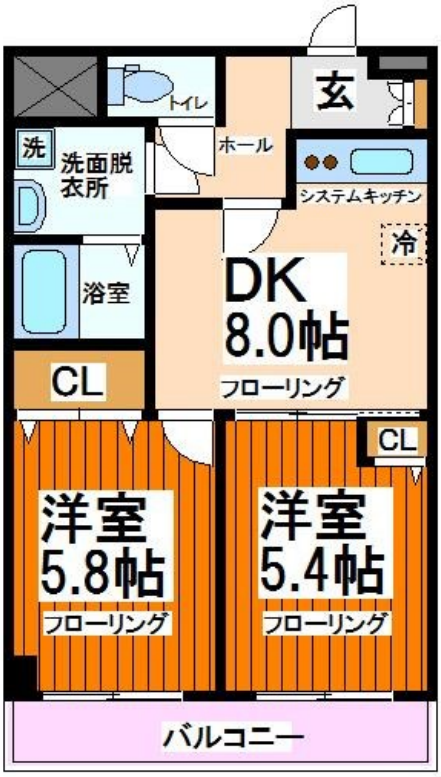 玄
トイレ
ホール
洗
洗面脱
衣所
システムキッチン
冷
浴室
DK
8.0帖
フローリング
CL
CL
洋室
5.8帖
フローリング
洋室
5.4帖
フローリング
バルコニー